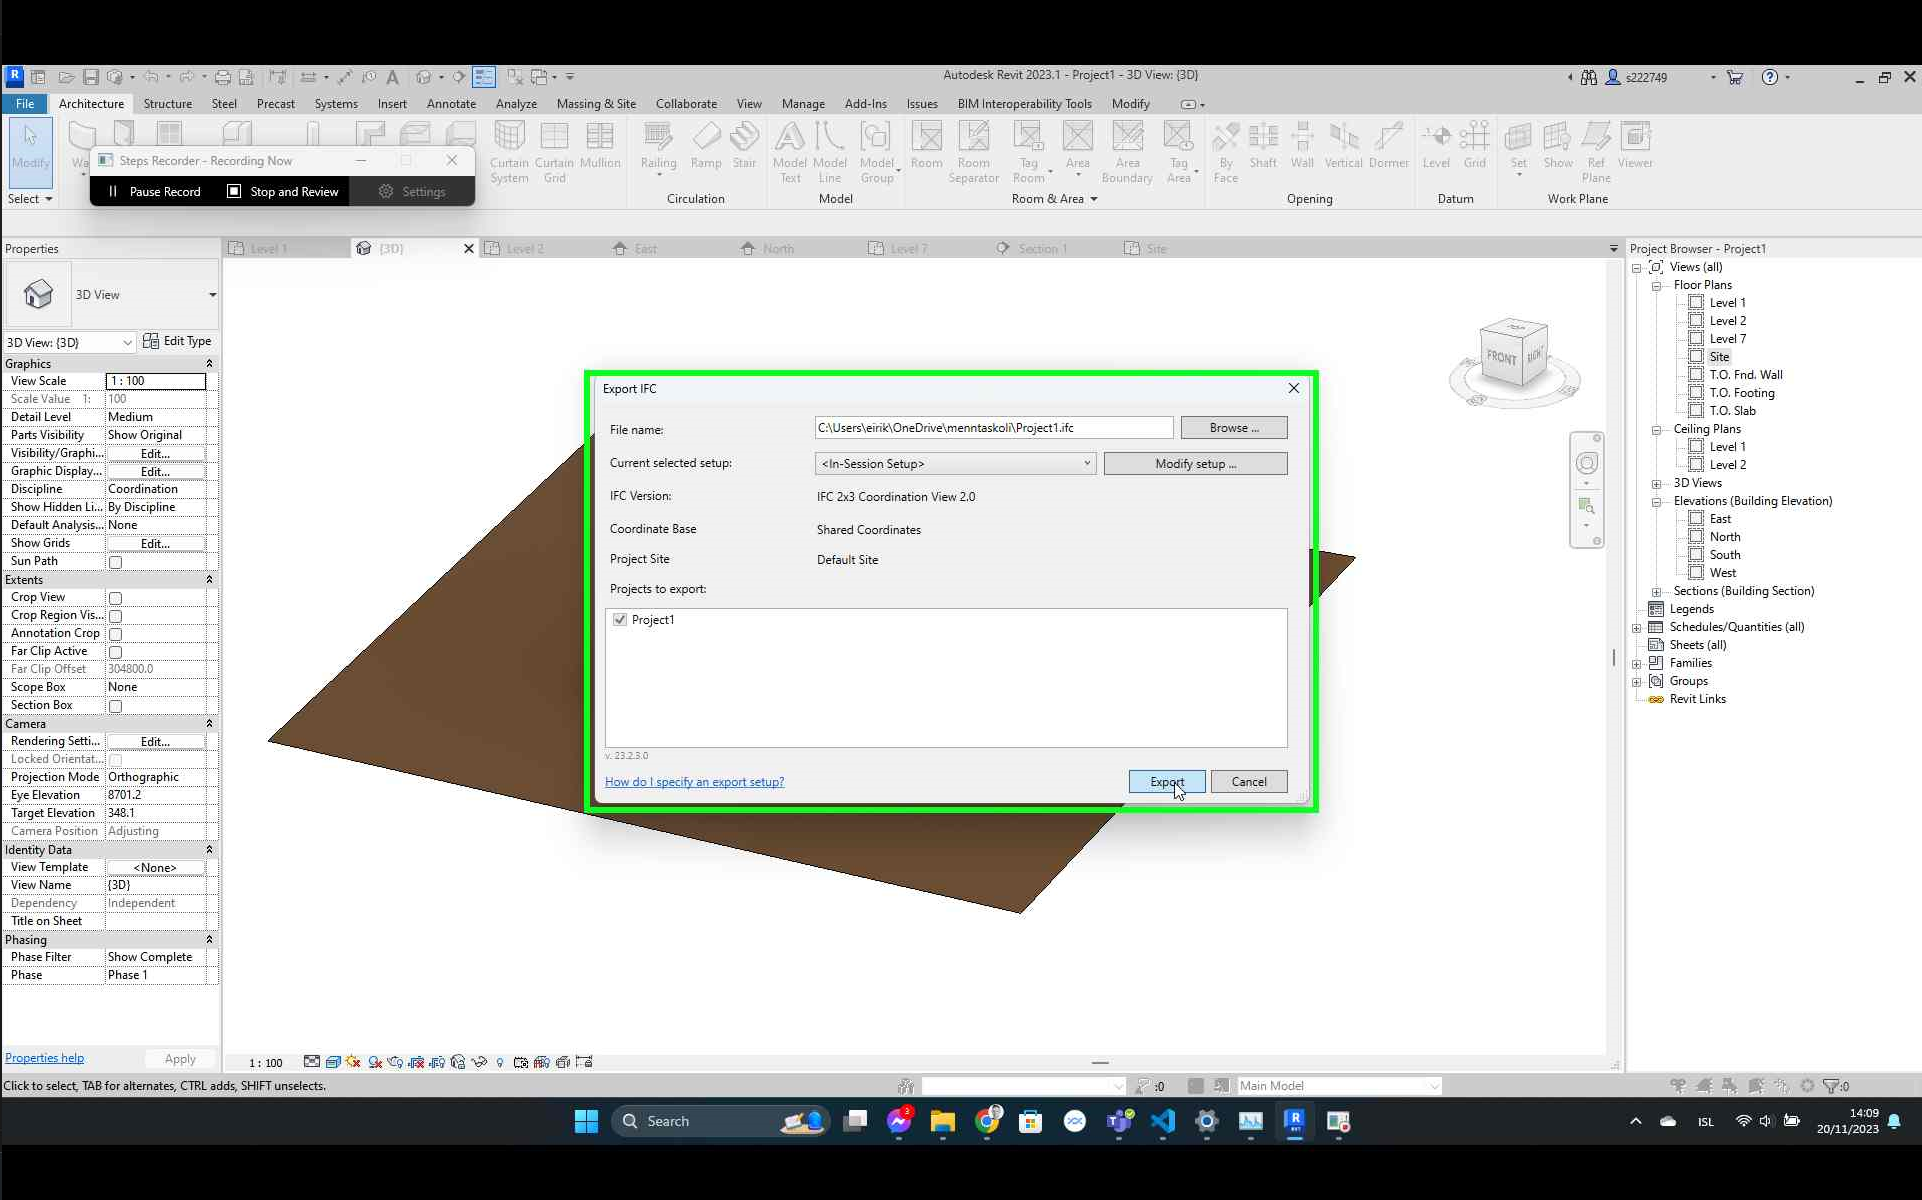 Autodesk Revit 2023.1 - Project1 - 3D View: {3D}
s222749
File Architecture Structure Steel Precast Systems Insert Annotate Analyze Massing & Site Collaborate View Manage Add-Ins Issues BIM Interoperability Tools Modify
Modify
Select
Steps Recorder - Recording Now
Pause Record Stop and Review Settings
Curtain System
Curtain Grid
Mullion
Railing
Ramp
Stair
Circulation
Model Text
Model Line
Model Group
Model
Room
Room Separator
Tag Room
Area
Area Boundary
Tag Area
Room & Area
By Face
Shaft
Wall
Vertical
Dormer
Opening
Level
Grid
Datum
Set
Show
Ref Plane
Viewer
Work Plane
Properties
Level 1 {3D} Level 2 East North Level 7 Section 1 Site
3D View
3D View: {3D} Edit Type
Graphics
View Scale 1 : 100
Scale Value 1: 100
Detail Level Medium
Parts Visibility Show Original
Visibility/Graphi... Edit...
Graphic Display... Edit...
Discipline Coordination
Show Hidden Li... By Discipline
Default Analysis... None
Show Grids Edit...
Sun Path
Extents
Crop View
Crop Region Vis...
Annotation Crop
Far Clip Active
Far Clip Offset 304800.0
Scope Box None
Section Box
Camera
Rendering Setti... Edit...
Locked Orientat...
Projection Mode Orthographic
Eye Elevation 8701.2
Target Elevation 348.1
Camera Position Adjusting
Identity Data
View Template <None>
View Name {3D}
Dependency Independent
Title on Sheet
Phasing
Phase Filter Show Complete
Phase Phase 1
Properties help Apply
TOP
FRONT
RIGHT
Export IFC
File name: C:\Users\eirik\OneDrive\menntaskoli\Project1.ifc Browse ...
Current selected setup: <In-Session Setup> Modify setup ...
IFC Version: IFC 2x3 Coordination View 2.0
Coordinate Base Shared Coordinates
Project Site Default Site
Projects to export:
Project1
v. 23.2.3.0
How do I specify an export setup? Export Cancel
Project Browser - Project1
Views (all)
Floor Plans
Level 1
Level 2
Level 7
Site
T.O. Fnd. Wall
T.O. Footing
T.O. Slab
Ceiling Plans
Level 1
Level 2
3D Views
Elevations (Building Elevation)
East
North
South
West
Sections (Building Section)
Legends
Schedules/Quantities (all)
Sheets (all)
Families
Groups
Revit Links
1 : 100
Click to select, TAB for alternates, CTRL adds, SHIFT unselects. :0 Main Model :0
Search
3
ISL
14:09
20/11/2023